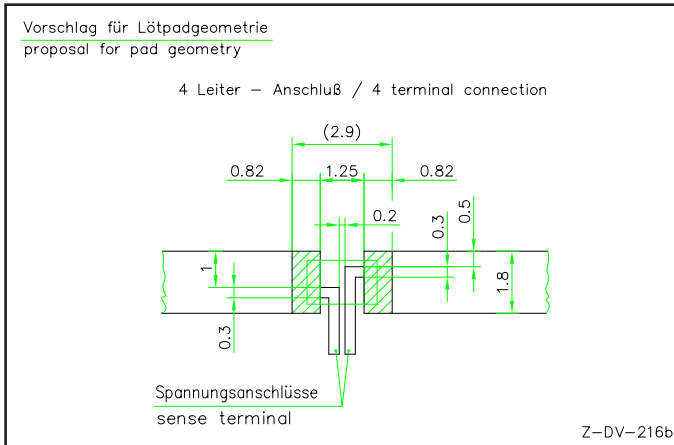 Vorschlag für Lötpadgeometrie
proposal for pad geometry
4 Leiter – Anschluß / 4 terminal connection
(2.9)
0.82 1.25 0.82
0.2
0.3
0.5
1
0.3
1.8
Spannungsanschlüsse
sense terminal
Z–DV–216b